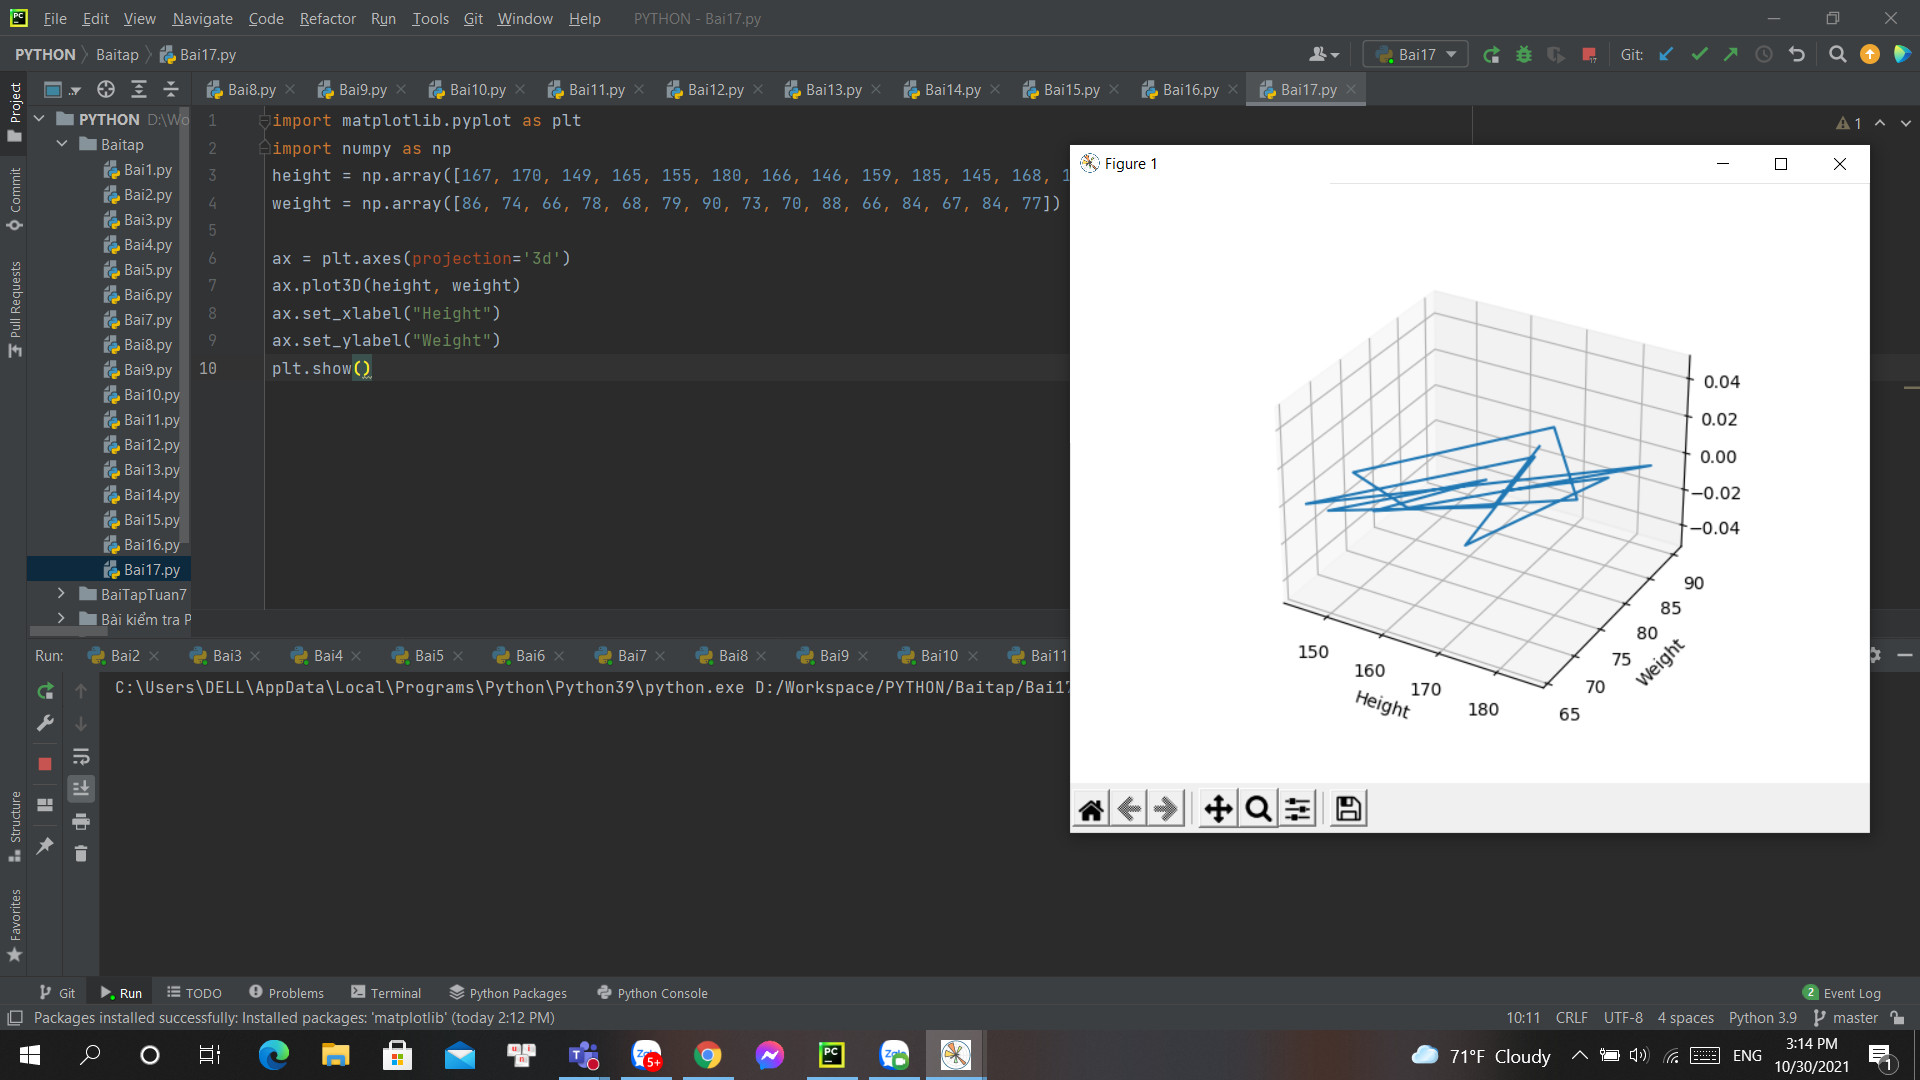 File Edit View Navigate Code Refactor Run Tools Git Window Help PYTHON - Bai17.py
PYTHON Baitap Bai17.py
Bai17 Git:
Bai8.py Bai9.py Bai10.py Bai11.py Bai12.py Bai13.py Bai14.py Bai15.py Bai16.py Bai17.py
Project
Commit
Pull Requests
Structure
Favorites
PYTHON D:\Wo
Baitap
Bai1.py
Bai2.py
Bai3.py
Bai4.py
Bai5.py
Bai6.py
Bai7.py
Bai8.py
Bai9.py
Bai10.py
Bai11.py
Bai12.py
Bai13.py
Bai14.py
Bai15.py
Bai16.py
Bai17.py
BaiTapTuan7
Bài kiểm tra P
1 import matplotlib.pyplot as plt
2 import numpy as np
3 height = np.array([167, 170, 149, 165, 155, 180, 166, 146, 159, 185, 145, 168, 1
4 weight = np.array([86, 74, 66, 78, 68, 79, 90, 73, 70, 88, 66, 84, 67, 84, 77])
5
6 ax = plt.axes(projection='3d')
7 ax.plot3D(height, weight)
8 ax.set_xlabel("Height")
9 ax.set_ylabel("Weight")
10 plt.show()
1
Figure 1
0.04
0.02
0.00
−0.02
−0.04
90
85
80
75
70
65
Weight
150
160
170
180
Height
Run: Bai2 Bai3 Bai4 Bai5 Bai6 Bai7 Bai8 Bai9 Bai10 Bai11
C:\Users\DELL\AppData\Local\Programs\Python\Python39\python.exe D:/Workspace/PYTHON/Baitap/Bai17
Git Run TODO Problems Terminal Python Packages Python Console 2 Event Log
Packages installed successfully: Installed packages: 'matplotlib' (today 2:12 PM) 10:11 CRLF UTF-8 4 spaces Python 3.9 master
5+ PC 71°F Cloudy ENG 3:14 PM
10/30/2021
1